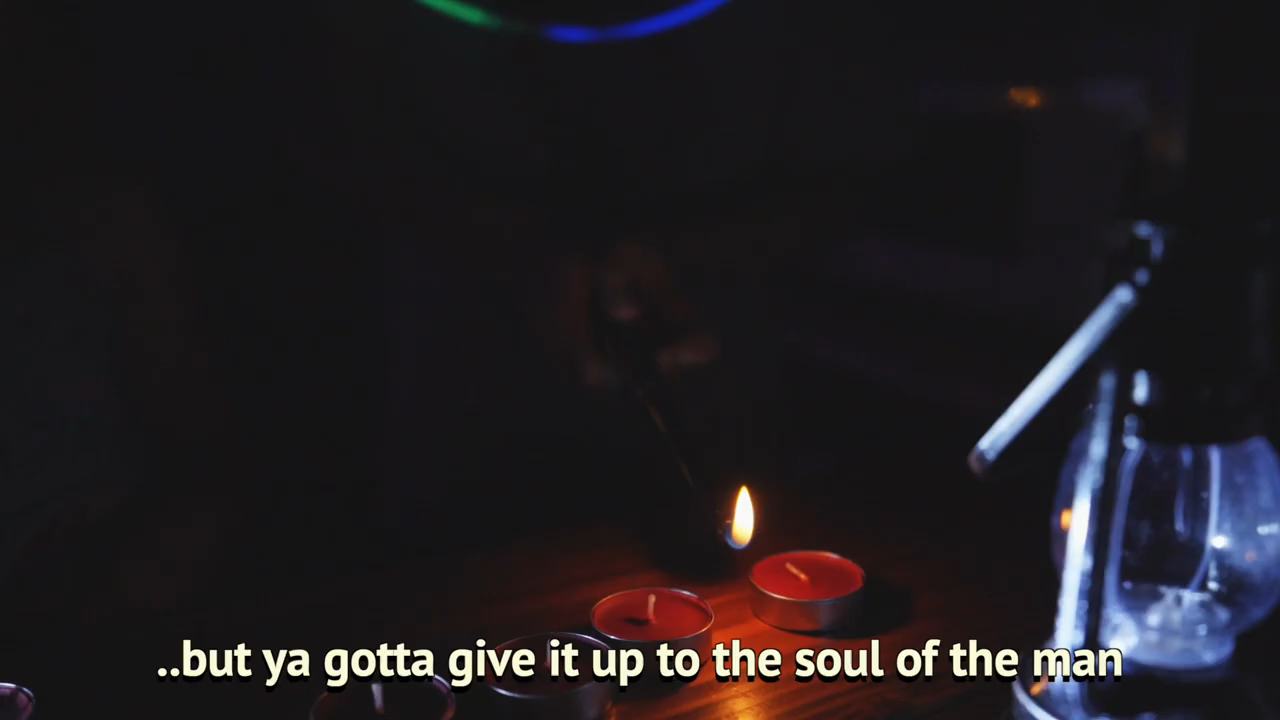 ..but ya gotta give it up to the soul of the man